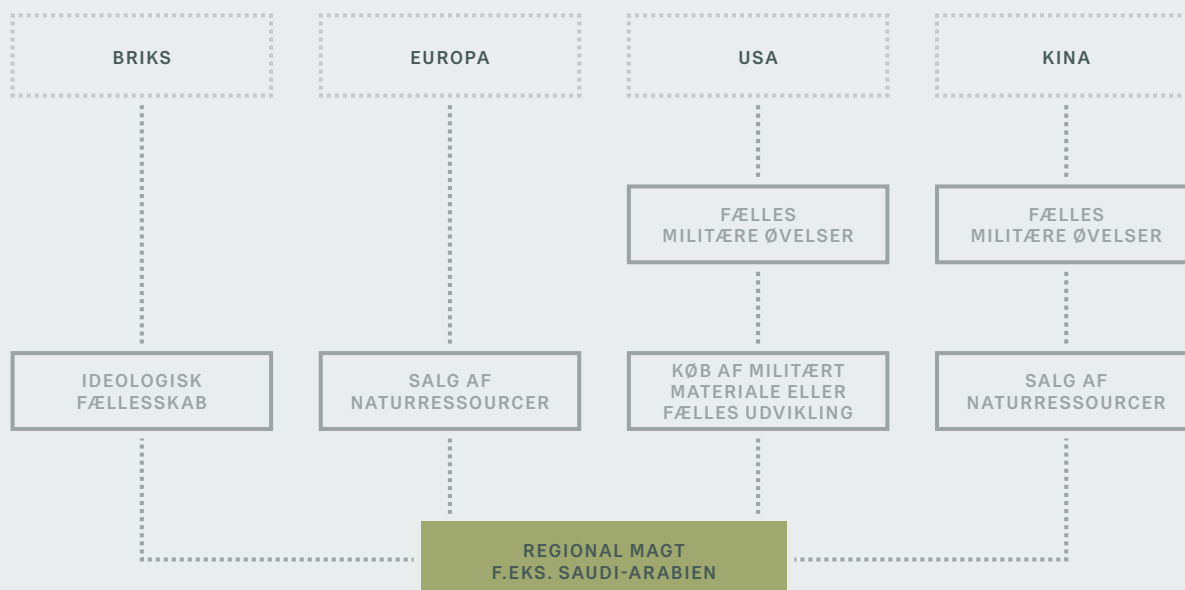 BRIKS
EUROPA
USA
KINA
FÆLLES
MILITÆRE ØVELSER
FÆLLES
MILITÆRE ØVELSER
IDEOLOGISK
FÆLLESSKAB
SALG AF
NATURRESSOURCER
KØB AF MILITÆRT
MATERIALE ELLER
FÆLLES UDVIKLING
SALG AF
NATURRESSOURCER
REGIONAL MAGT
F.EKS. SAUDI-ARABIEN